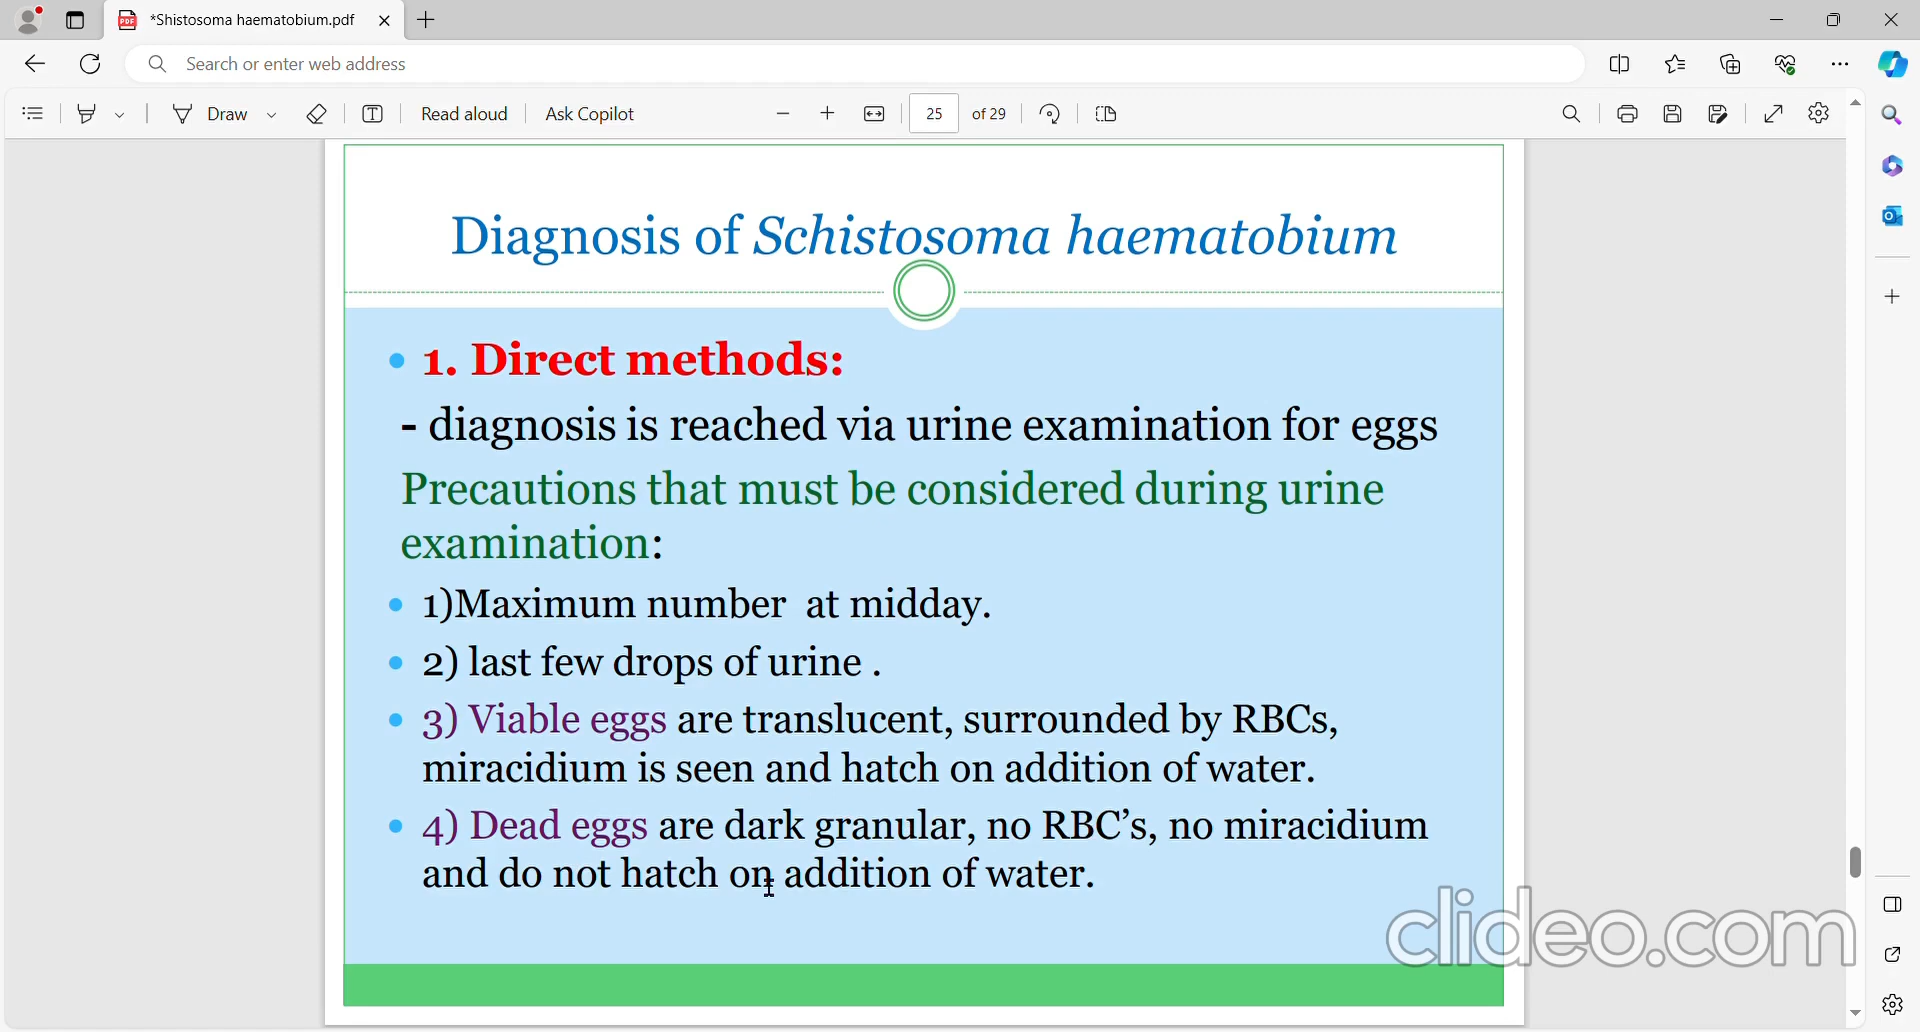 *Shistosoma haematobium.pdf
Search or enter web address
Draw
Read aloud
Ask Copilot
25 of 29
Diagnosis of Schistosoma haematobium
• 1. Direct methods:
- diagnosis is reached via urine examination for eggs
Precautions that must be considered during urine
examination:
• 1)Maximum number at midday.
• 2) last few drops of urine .
• 3) Viable eggs are translucent, surrounded by RBCs,
miracidium is seen and hatch on addition of water.
• 4) Dead eggs are dark granular, no RBC’s, no miracidium
and do not hatch on addition of water.
clideo.com